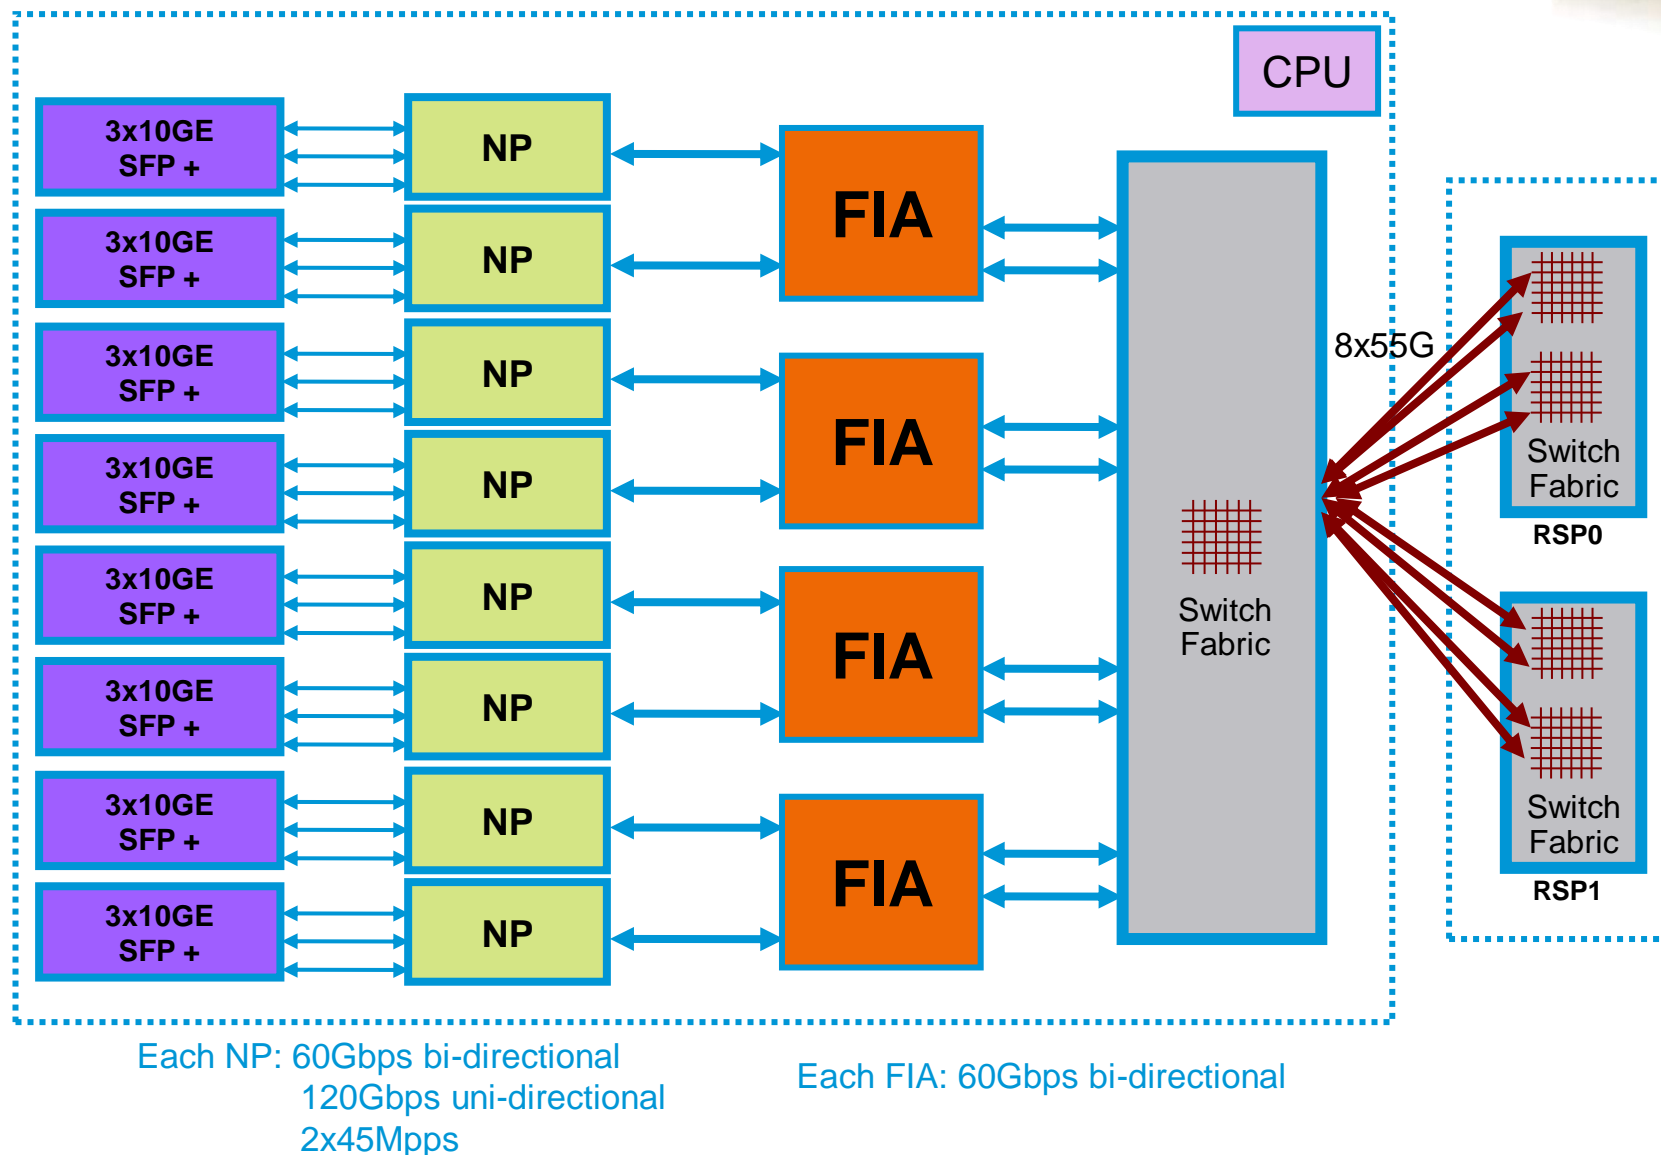 CPU
3x10GE
SFP +
NP
3x10GE
SFP +
NP
FIA
3x10GE
SFP +
NP
3x10GE
SFP +
NP
FIA
3x10GE
SFP +
NP
3x10GE
SFP +
NP
FIA
3x10GE
SFP +
NP
3x10GE
SFP +
NP
FIA
Switch
Fabric
8x55G
Switch
Fabric
RSP0
Switch
Fabric
RSP1
Each NP: 60Gbps bi-directional
120Gbps uni-directional
2x45Mpps
Each FIA: 60Gbps bi-directional